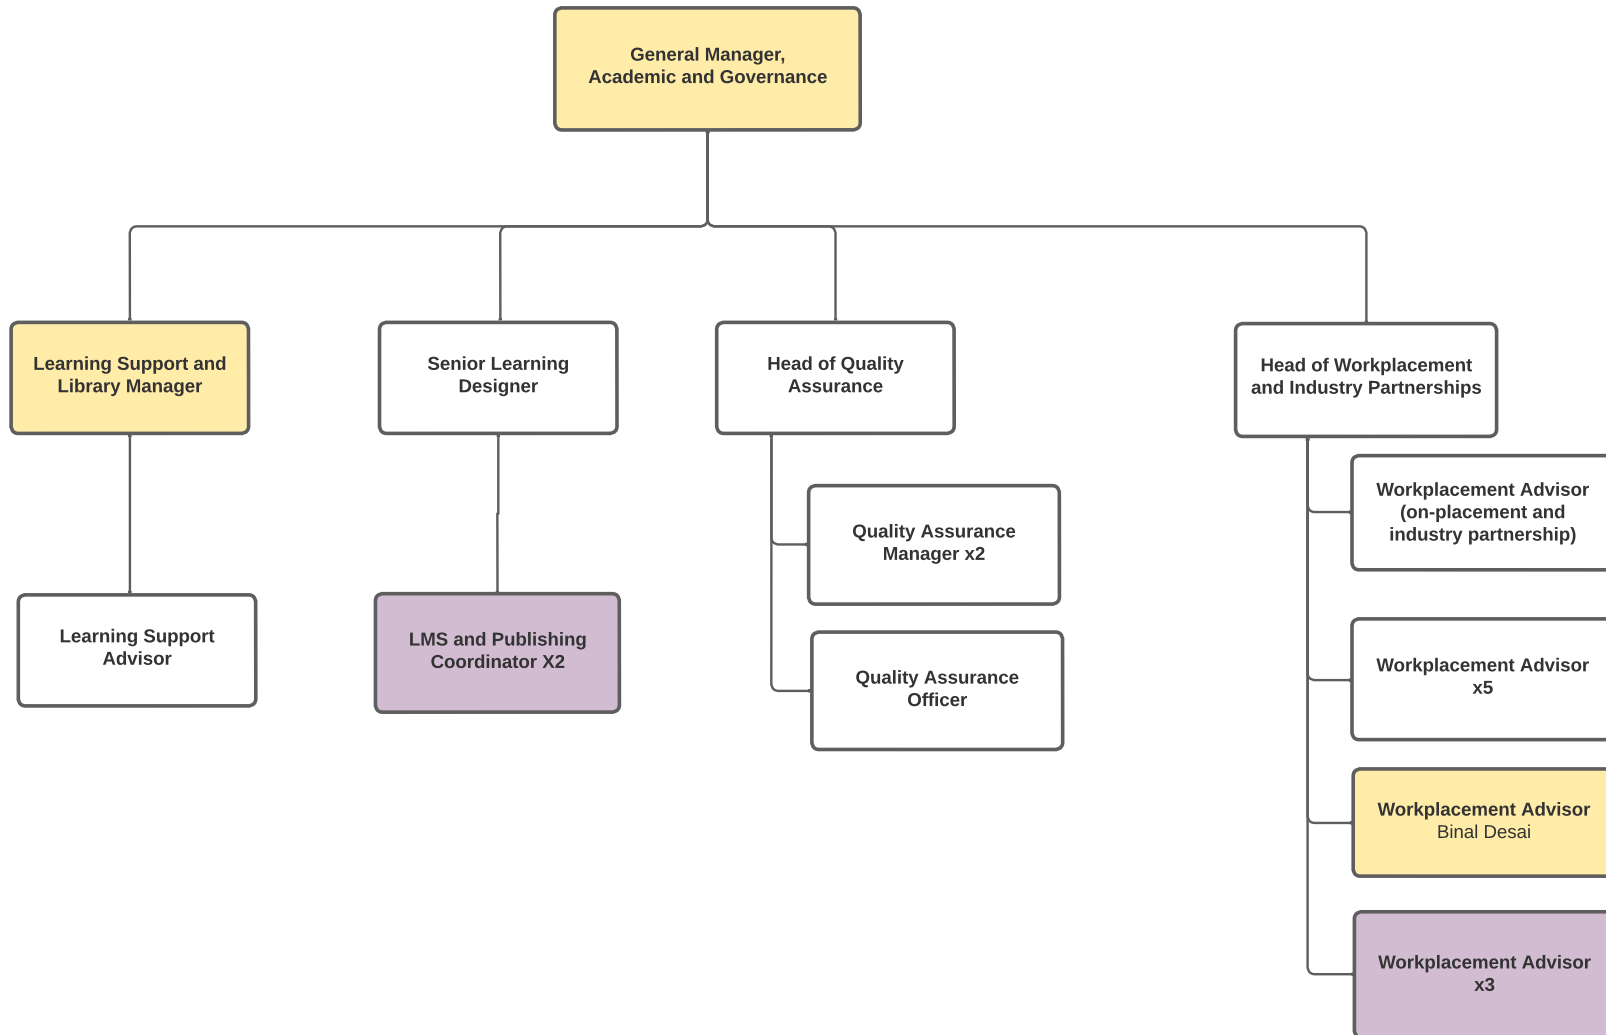 General Manager,
Academic and Governance
Learning Support and
Library Manager
Senior Learning
Designer
Head of Quality
Assurance
Head of Workplacement
and Industry Partnerships
Workplacement Advisor
(on-placement and
industry partnership)
Quality Assurance
Manager x2
Learning Support
Advisor
LMS and Publishing
Coordinator X2
Quality Assurance
Officer
Workplacement Advisor
x5
Workplacement Advisor
Binal Desai
Workplacement Advisor
x3